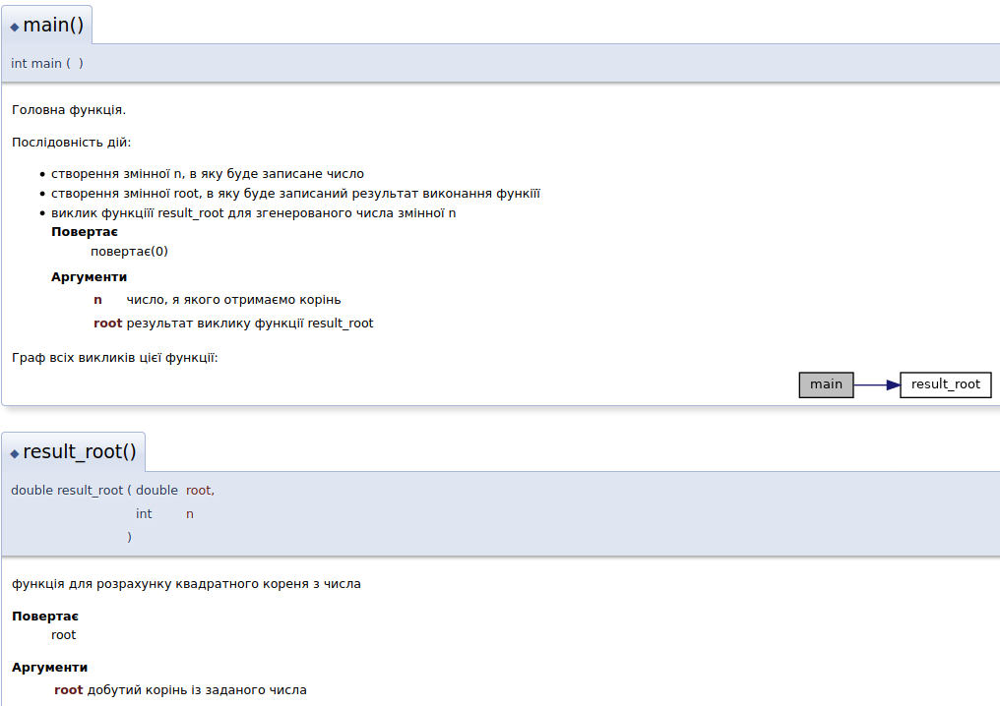 ◆ main()
int main ( )
Головна функція.
Послідовність дій:
• створення змінної n, в яку буде записане число
• створення змінної root, в яку буде записаний результат виконання функіїї
• виклик функціїї result_root для згенерованого числа змінної n
Повертає
повертає(0)
Аргументи
n число, я якого отримаємо корінь
root результат виклику функції result_root
Граф всіх викликів цієї функції:
main result_root
◆ result_root()
double result_root ( double root,
int n
)
функція для розрахунку квадратного кореня з числа
Повертає
root
Аргументи
root добутий корінь із заданого числа